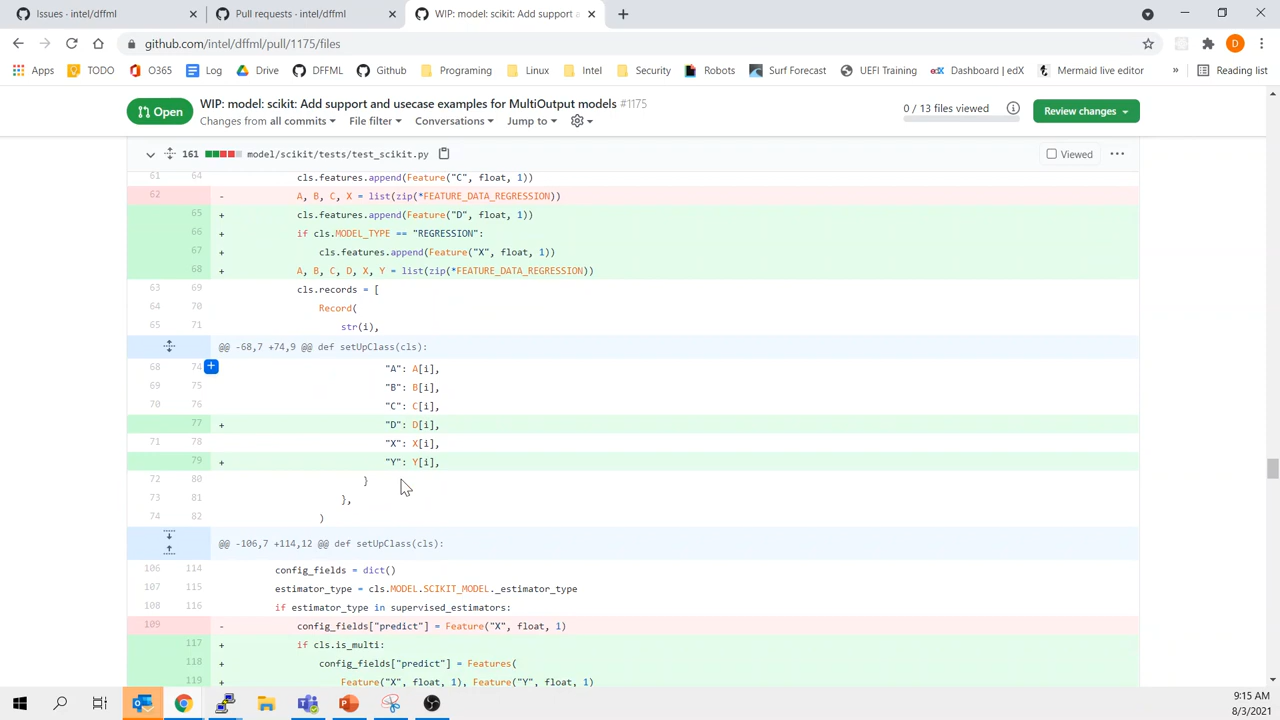 Issues · intel/dffml
Pull requests · intel/dffml
WIP: model: scikit: Add support a
github.com/intel/dffml/pull/1175/files
D
Apps
TODO
O365
Log
Drive
DFFML
Github
Programing
Linux
Intel
Security
Robots
Surf Forecast
UEFI Training
edX
Dashboard | edX
Mermaid live editor
»
Reading list
Open
WIP: model: scikit: Add support and usecase examples for MultiOutput models #1175
Changes from all commits
File filter
Conversations
Jump to
0 / 13 files viewed
Review changes
161 model/scikit/tests/test_scikit.py
Viewed
61 64 cls.features.append(Feature("C", float, 1))
62 - A, B, C, X = list(zip(*FEATURE_DATA_REGRESSION))
65 + cls.features.append(Feature("D", float, 1))
66 + if cls.MODEL_TYPE == "REGRESSION":
67 + cls.features.append(Feature("X", float, 1))
68 + A, B, C, D, X, Y = list(zip(*FEATURE_DATA_REGRESSION))
63 69 cls.records = [
64 70 Record(
65 71 str(i),
@@ -68,7 +74,9 @@ def setUpClass(cls):
68 74 "A": A[i],
69 75 "B": B[i],
70 76 "C": C[i],
77 + "D": D[i],
71 78 "X": X[i],
79 + "Y": Y[i],
72 80 }
73 81 },
74 82 )
@@ -106,7 +114,12 @@ def setUpClass(cls):
106 114 config_fields = dict()
107 115 estimator_type = cls.MODEL.SCIKIT_MODEL._estimator_type
108 116 if estimator_type in supervised_estimators:
109 - config_fields["predict"] = Feature("X", float, 1)
117 + if cls.is_multi:
118 + config_fields["predict"] = Features(
119 + Feature("X", float, 1), Feature("Y", float, 1)
9:15 AM
8/3/2021